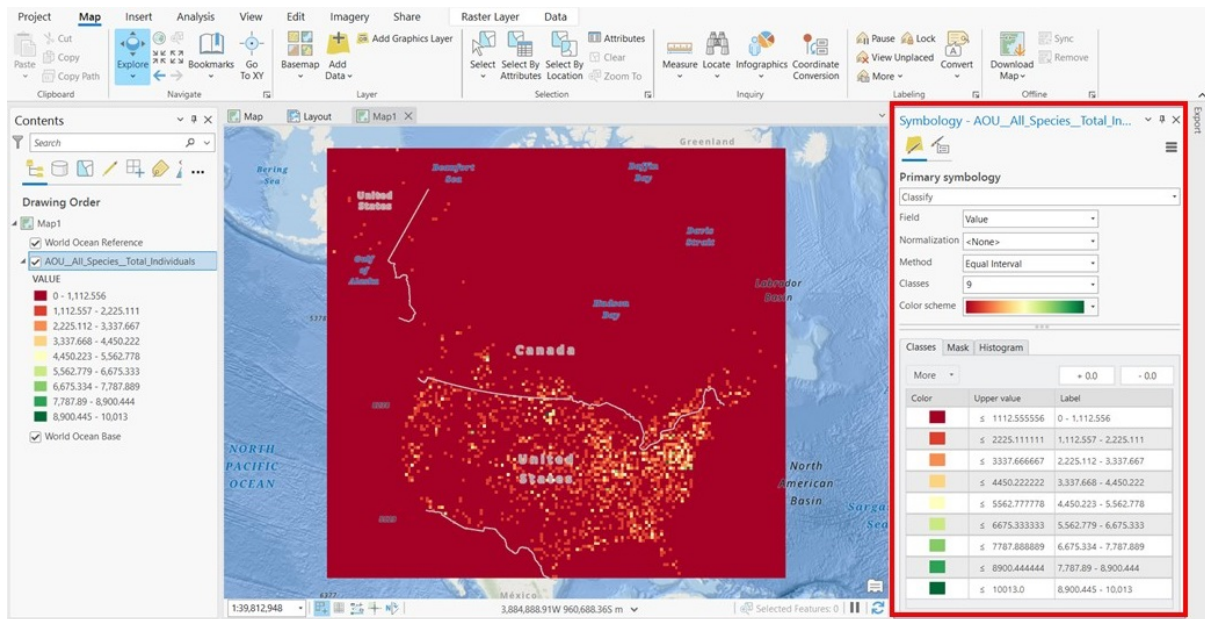 Project Map Insert Analysis View Edit Imagery Share Raster Layer Data
Paste
Cut
Copy
Copy Path
Clipboard
Explore
Bookmarks
Go To XY
Navigate
Basemap
Add Data
Add Graphics Layer
Layer
Select
Select By Attributes
Select By Location
Attributes
Clear
Zoom To
Selection
Measure
Locate
Infographics
Coordinate Conversion
Inquiry
Pause
Lock
View Unplaced
More
Convert
Labeling
Download Map
Sync
Remove
Offline
Contents
Search
Drawing Order
Map1
World Ocean Reference
AOU__All_Species__Total_Individuals
VALUE
0 - 1,112.556
1,112.557 - 2,225.111
2,225.112 - 3,337.667
3,337.668 - 4,450.222
4,450.223 - 5,562.778
5,562.779 - 6,675.333
6,675.334 - 7,787.889
7,787.89 - 8,900.444
8,900.445 - 10,013
World Ocean Base
Map Layout Map1
Greenland
Bering Sea
Beaufort Sea
Baffin Bay
United States
Davis Strait
Gulf of Alaska
Labrador Basin
Hudson Bay
5378
Canada
NORTH PACIFIC OCEAN
United States
North American Basin
Sargas
Sea
6327
México
1:39,812,948
3,884,888.91W 960,688.36S m
Selected Features: 0
Symbology - AOU__All_Species__Total_In...
Export
Primary symbology
Classify
Field Value
Normalization <None>
Method Equal Interval
Classes 9
Color scheme
Classes Mask Histogram
More + 0.0 - 0.0
Color Upper value Label
≤ 1112.555556 0 - 1,112.556
≤ 2225.111111 1,112.557 - 2,225.111
≤ 3337.666667 2,225.112 - 3,337.667
≤ 4450.222222 3,337.668 - 4,450.222
≤ 5562.777778 4,450.223 - 5,562.778
≤ 6675.333333 5,562.779 - 6,675.333
≤ 7787.888889 6,675.334 - 7,787.889
≤ 8900.444444 7,787.89 - 8,900.444
≤ 10013.0 8,900.445 - 10,013